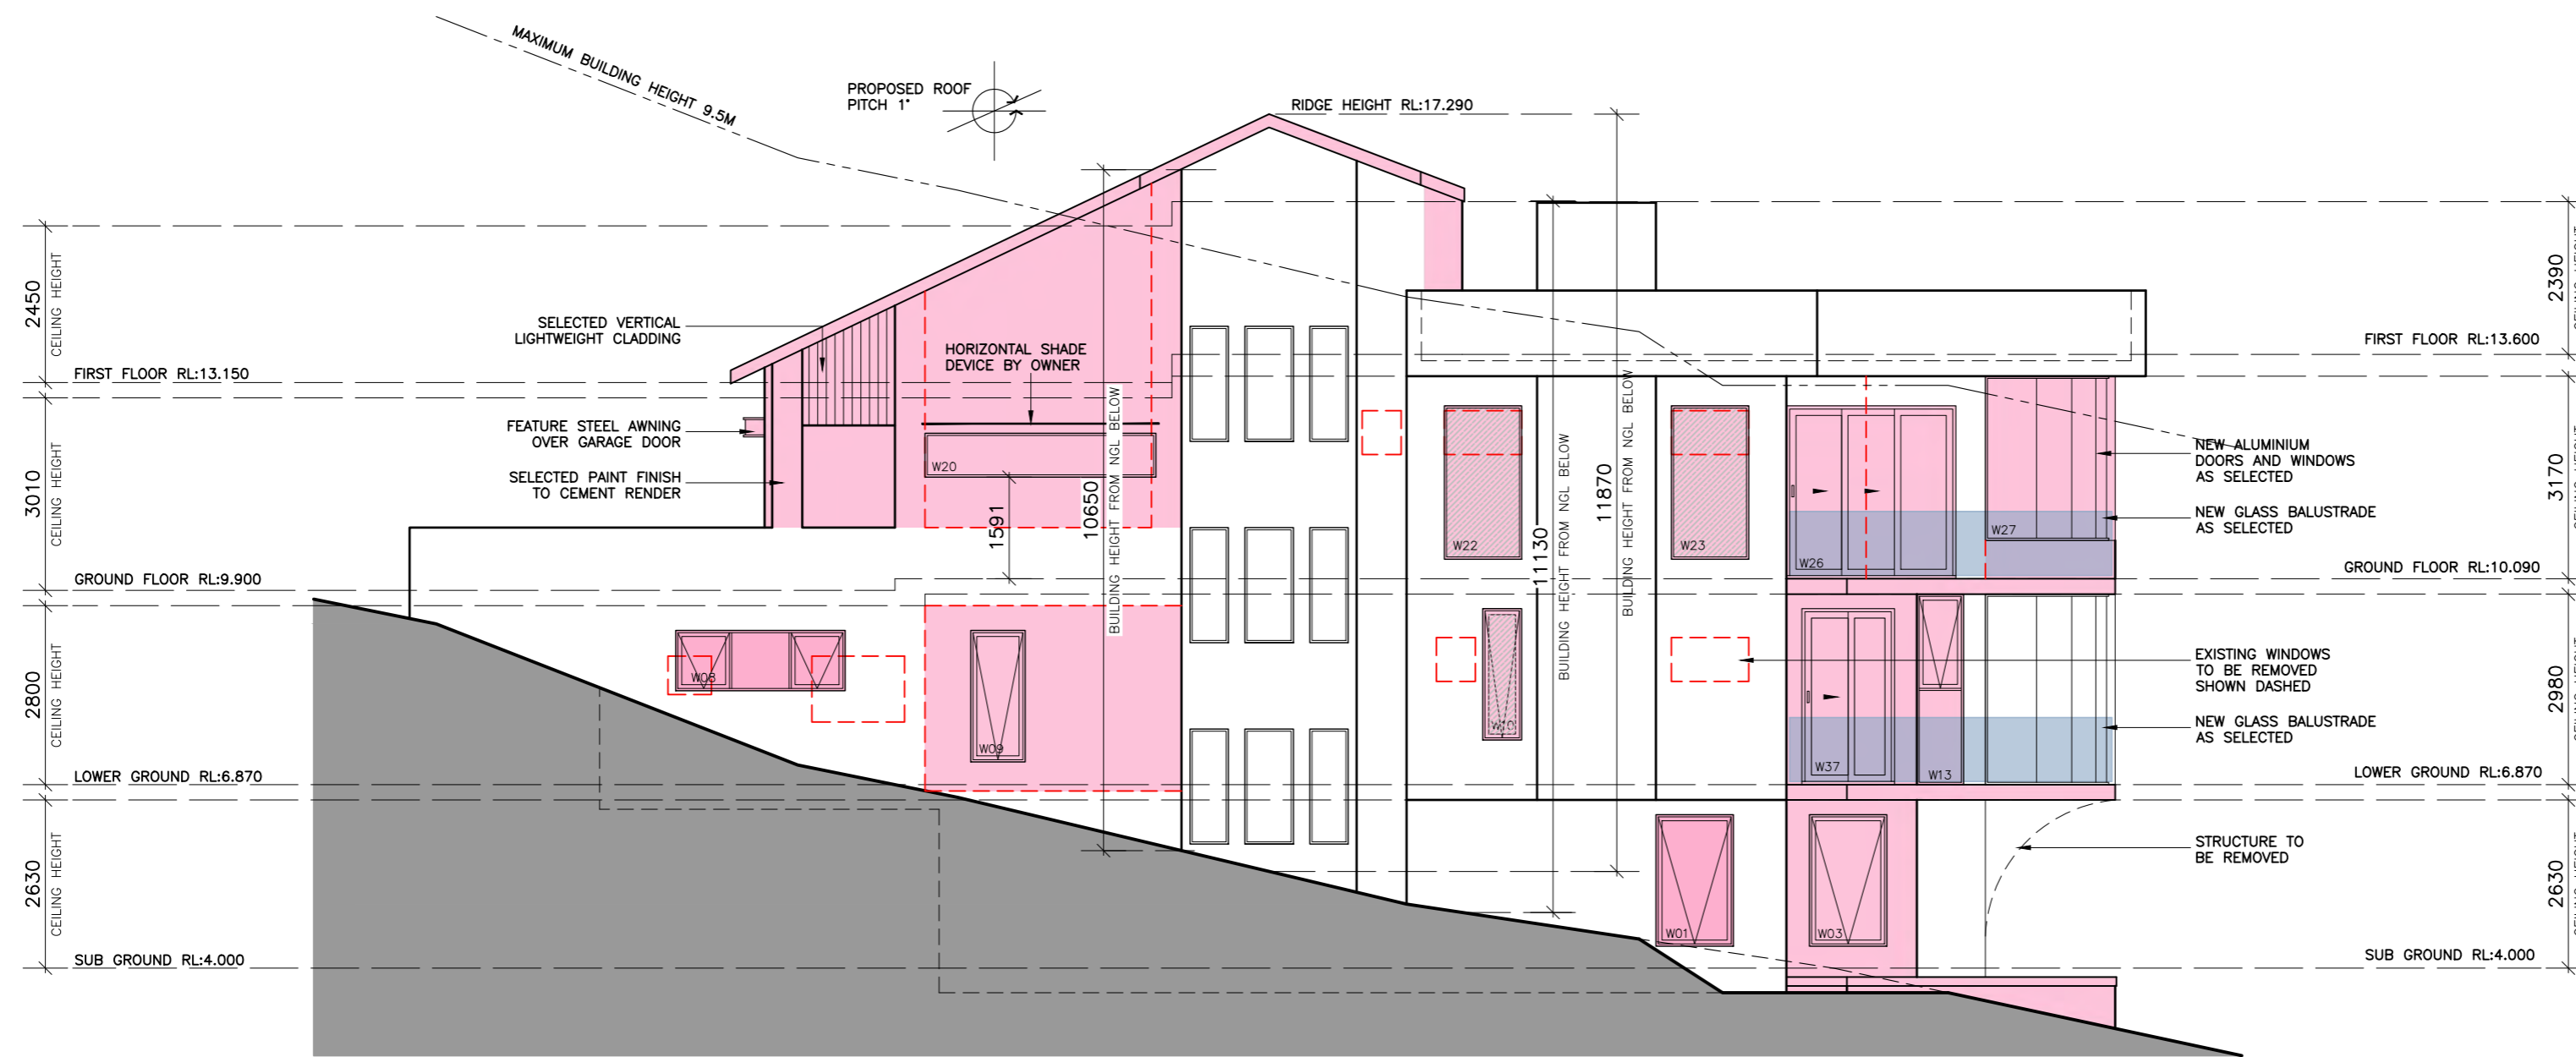 MAXIMUM BUILDING HEIGHT 9.5M
PROPOSED ROOF
PITCH 1°
RIDGE HEIGHT RL:17.290
2450
CEILING HEIGHT
3010
CEILING HEIGHT
2800
CEILING HEIGHT
2630
CEILING HEIGHT
FIRST FLOOR RL:13.150
GROUND FLOOR RL:9.900
LOWER GROUND RL:6.870
SUB GROUND RL:4.000
SELECTED VERTICAL
LIGHTWEIGHT CLADDING
HORIZONTAL SHADE
DEVICE BY OWNER
FEATURE STEEL AWNING
OVER GARAGE DOOR
SELECTED PAINT FINISH
TO CEMENT RENDER
W20
1591
10650
BUILDING HEIGHT FROM NGL BELOW
11130
BUILDING HEIGHT FROM NGL BELOW
11870
BUILDING HEIGHT FROM NGL BELOW
W08
W09
W22
W23
W26
W27
W10
W37
W13
W01
W03
FIRST FLOOR RL:13.600
NEW ALUMINIUM
DOORS AND WINDOWS
AS SELECTED
NEW GLASS BALUSTRADE
AS SELECTED
GROUND FLOOR RL:10.090
EXISTING WINDOWS
TO BE REMOVED
SHOWN DASHED
NEW GLASS BALUSTRADE
AS SELECTED
LOWER GROUND RL:6.870
STRUCTURE TO
BE REMOVED
SUB GROUND RL:4.000
2390
3170
2980
2630